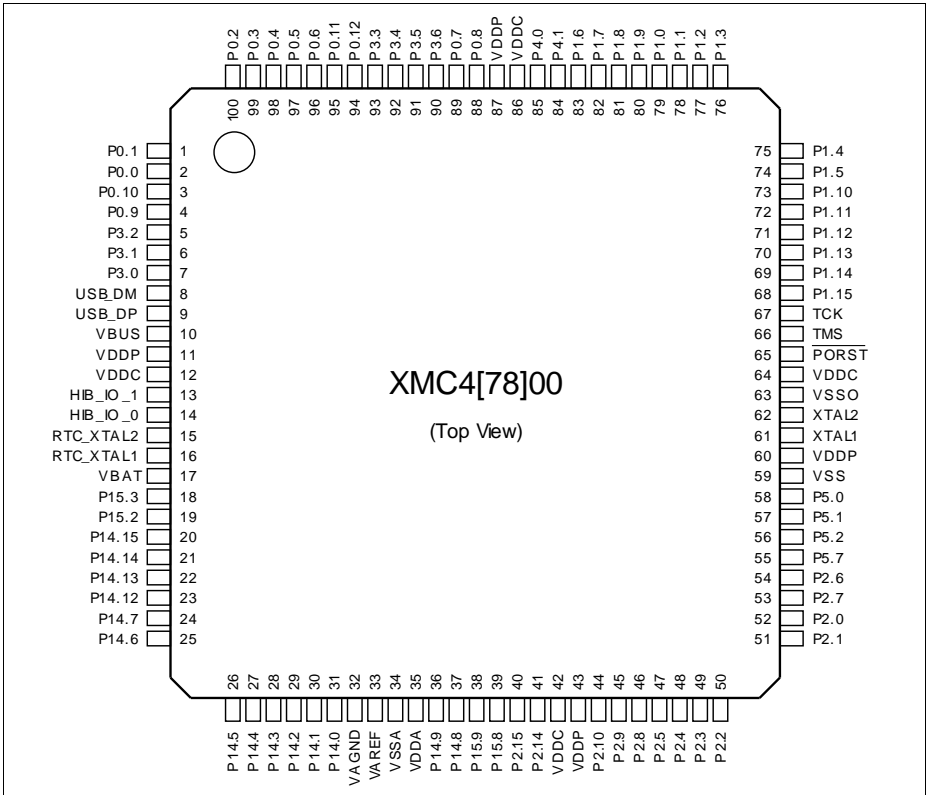 P0.2 P0.3 P0.4 P0.5 P0.6 P0.11 P0.12 P3.3 P3.4 P3.5 P3.6 P0.7 P0.8 VDDP VDDC P4.0 P4.1 P1.6 P1.7 P1.8 P1.9 P1.0 P1.1 P1.2 P1.3
100 99 98 97 96 95 94 93 92 91 90 89 88 87 86 85 84 83 82 81 80 79 78 77 76
P0.1 1 75 P1.4
P0.0 2 74 P1.5
P0.10 3 73 P1.10
P0.9 4 72 P1.11
P3.2 5 71 P1.12
P3.1 6 70 P1.13
P3.0 7 69 P1.14
USB_DM 8 68 P1.15
USB_DP 9 67 TCK
VBUS 10 66 TMS
VDDP 11 65 PORST
VDDC 12 64 VDDC
HIB_IO_1 13 63 VSSO
HIB_IO_0 14 62 XTAL2
RTC_XTAL2 15 61 XTAL1
RTC_XTAL1 16 60 VDDP
VBAT 17 59 VSS
P15.3 18 58 P5.0
P15.2 19 57 P5.1
P14.15 20 56 P5.2
P14.14 21 55 P5.7
P14.13 22 54 P2.6
P14.12 23 53 P2.7
P14.7 24 52 P2.0
P14.6 25 51 P2.1
XMC4[78]00
(Top View)
26 27 28 29 30 31 32 33 34 35 36 37 38 39 40 41 42 43 44 45 46 47 48 49 50
P14.5 P14.4 P14.3 P14.2 P14.1 P14.0 VAGND VAREF VSSA VDDA P14.9 P14.8 P15.9 P15.8 P2.15 P2.14 VDDC VDDP P2.10 P2.9 P2.8 P2.5 P2.4 P2.3 P2.2